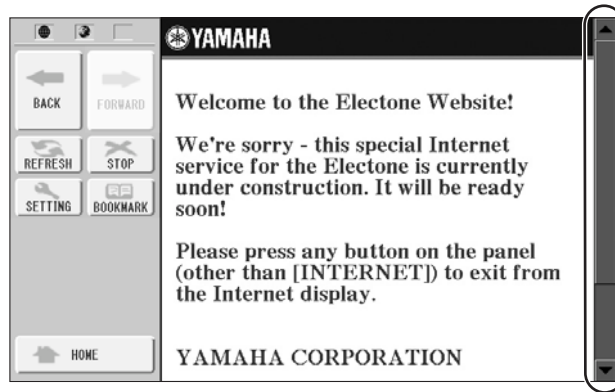 YAMAHA
BACK
FORWARD
REFRESH
STOP
SETTING
BOOKMARK
HOME
Welcome to the Electone Website!
We're sorry - this special Internet
service for the Electone is currently
under construction. It will be ready
soon!
Please press any button on the panel
(other than [INTERNET]) to exit from
the Internet display.
YAMAHA CORPORATION